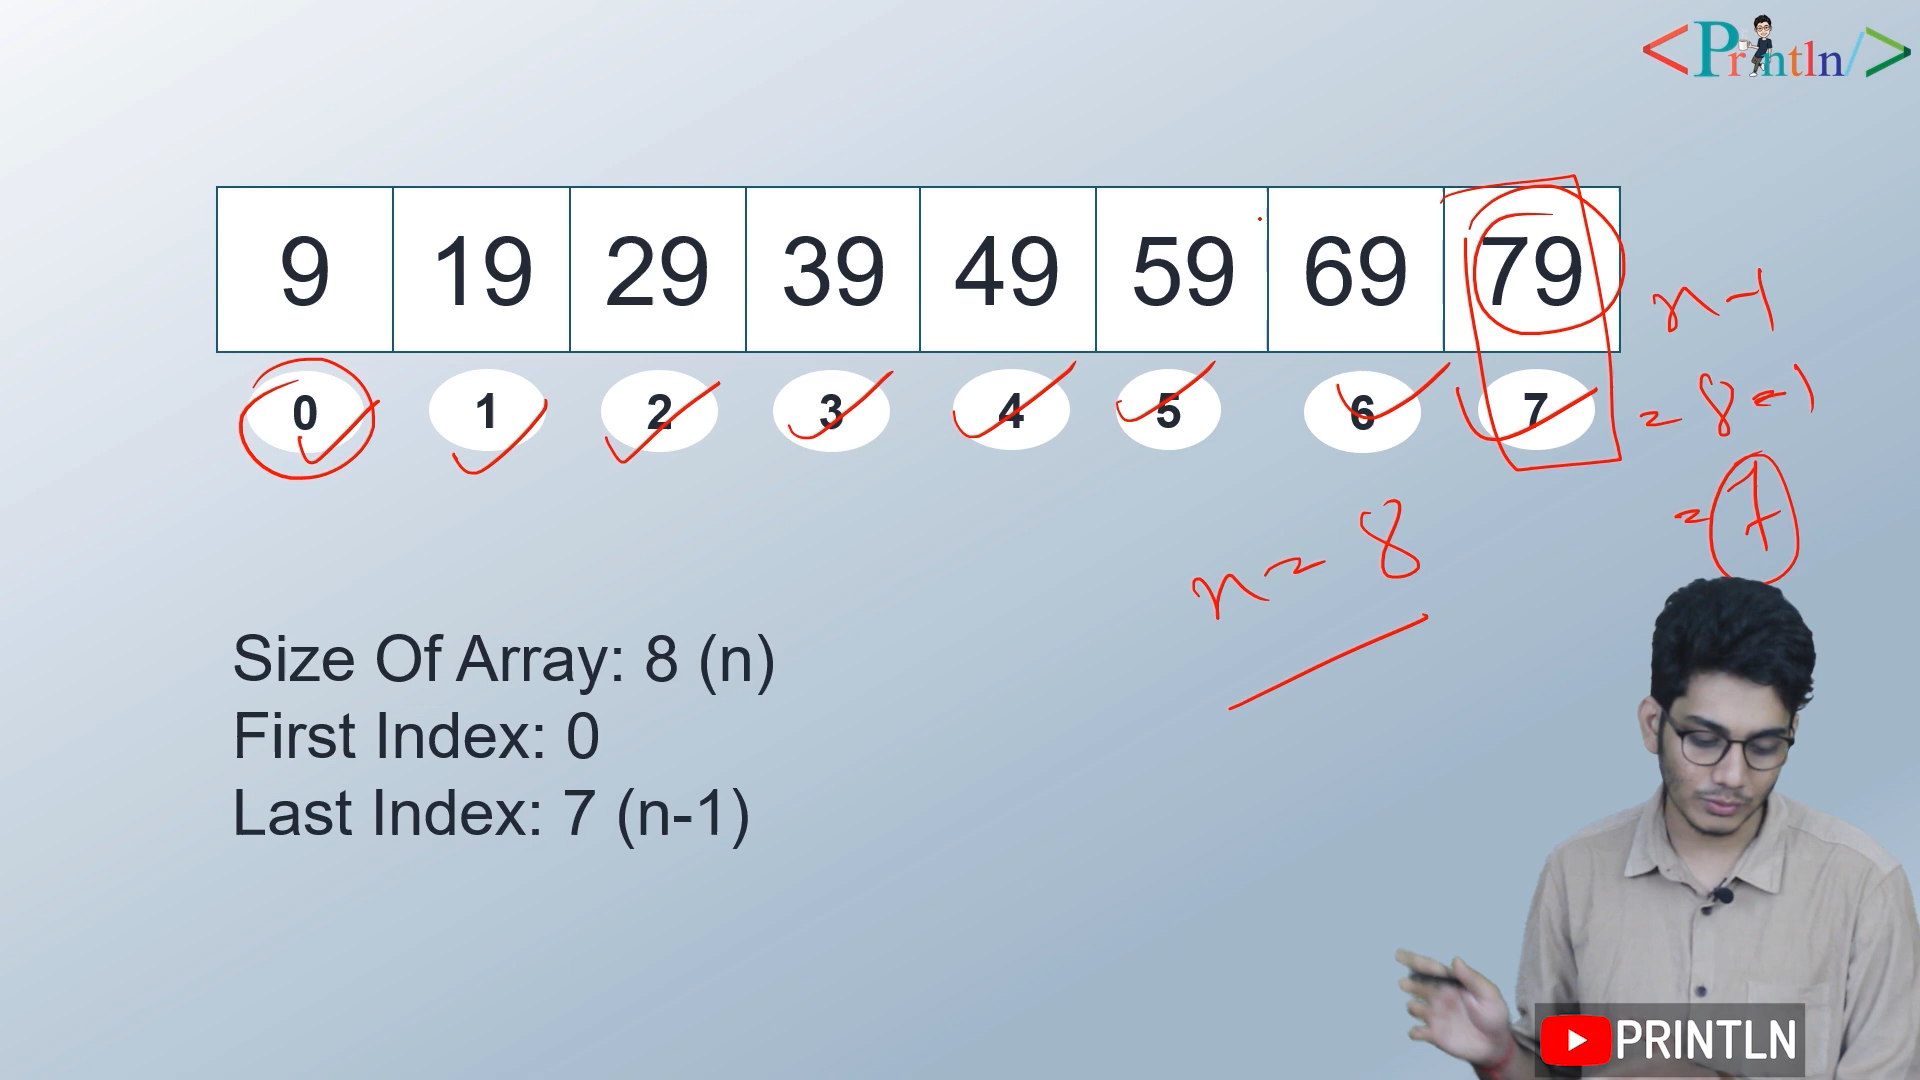 <Println/>
9 19 29 39 49 59 69 79
0 1 2 3 4 5 6 7
n-1
= 8-1
= 7
n = 8
Size Of Array: 8 (n)
First Index: 0
Last Index: 7 (n-1)
PRINTLN